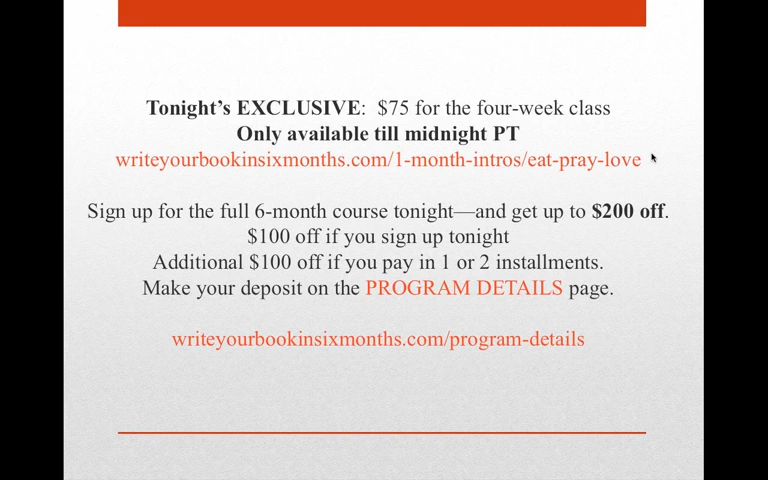 Tonight’s EXCLUSIVE:  $75 for the four-week class
Only available till midnight PT
writeyourbookinsixmonths.com/1-month-intros/eat-pray-love
Sign up for the full 6-month course tonight—and get up to $200 off.
$100 off if you sign up tonight
Additional $100 off if you pay in 1 or 2 installments.
Make your deposit on the PROGRAM DETAILS page.
writeyourbookinsixmonths.com/program-details